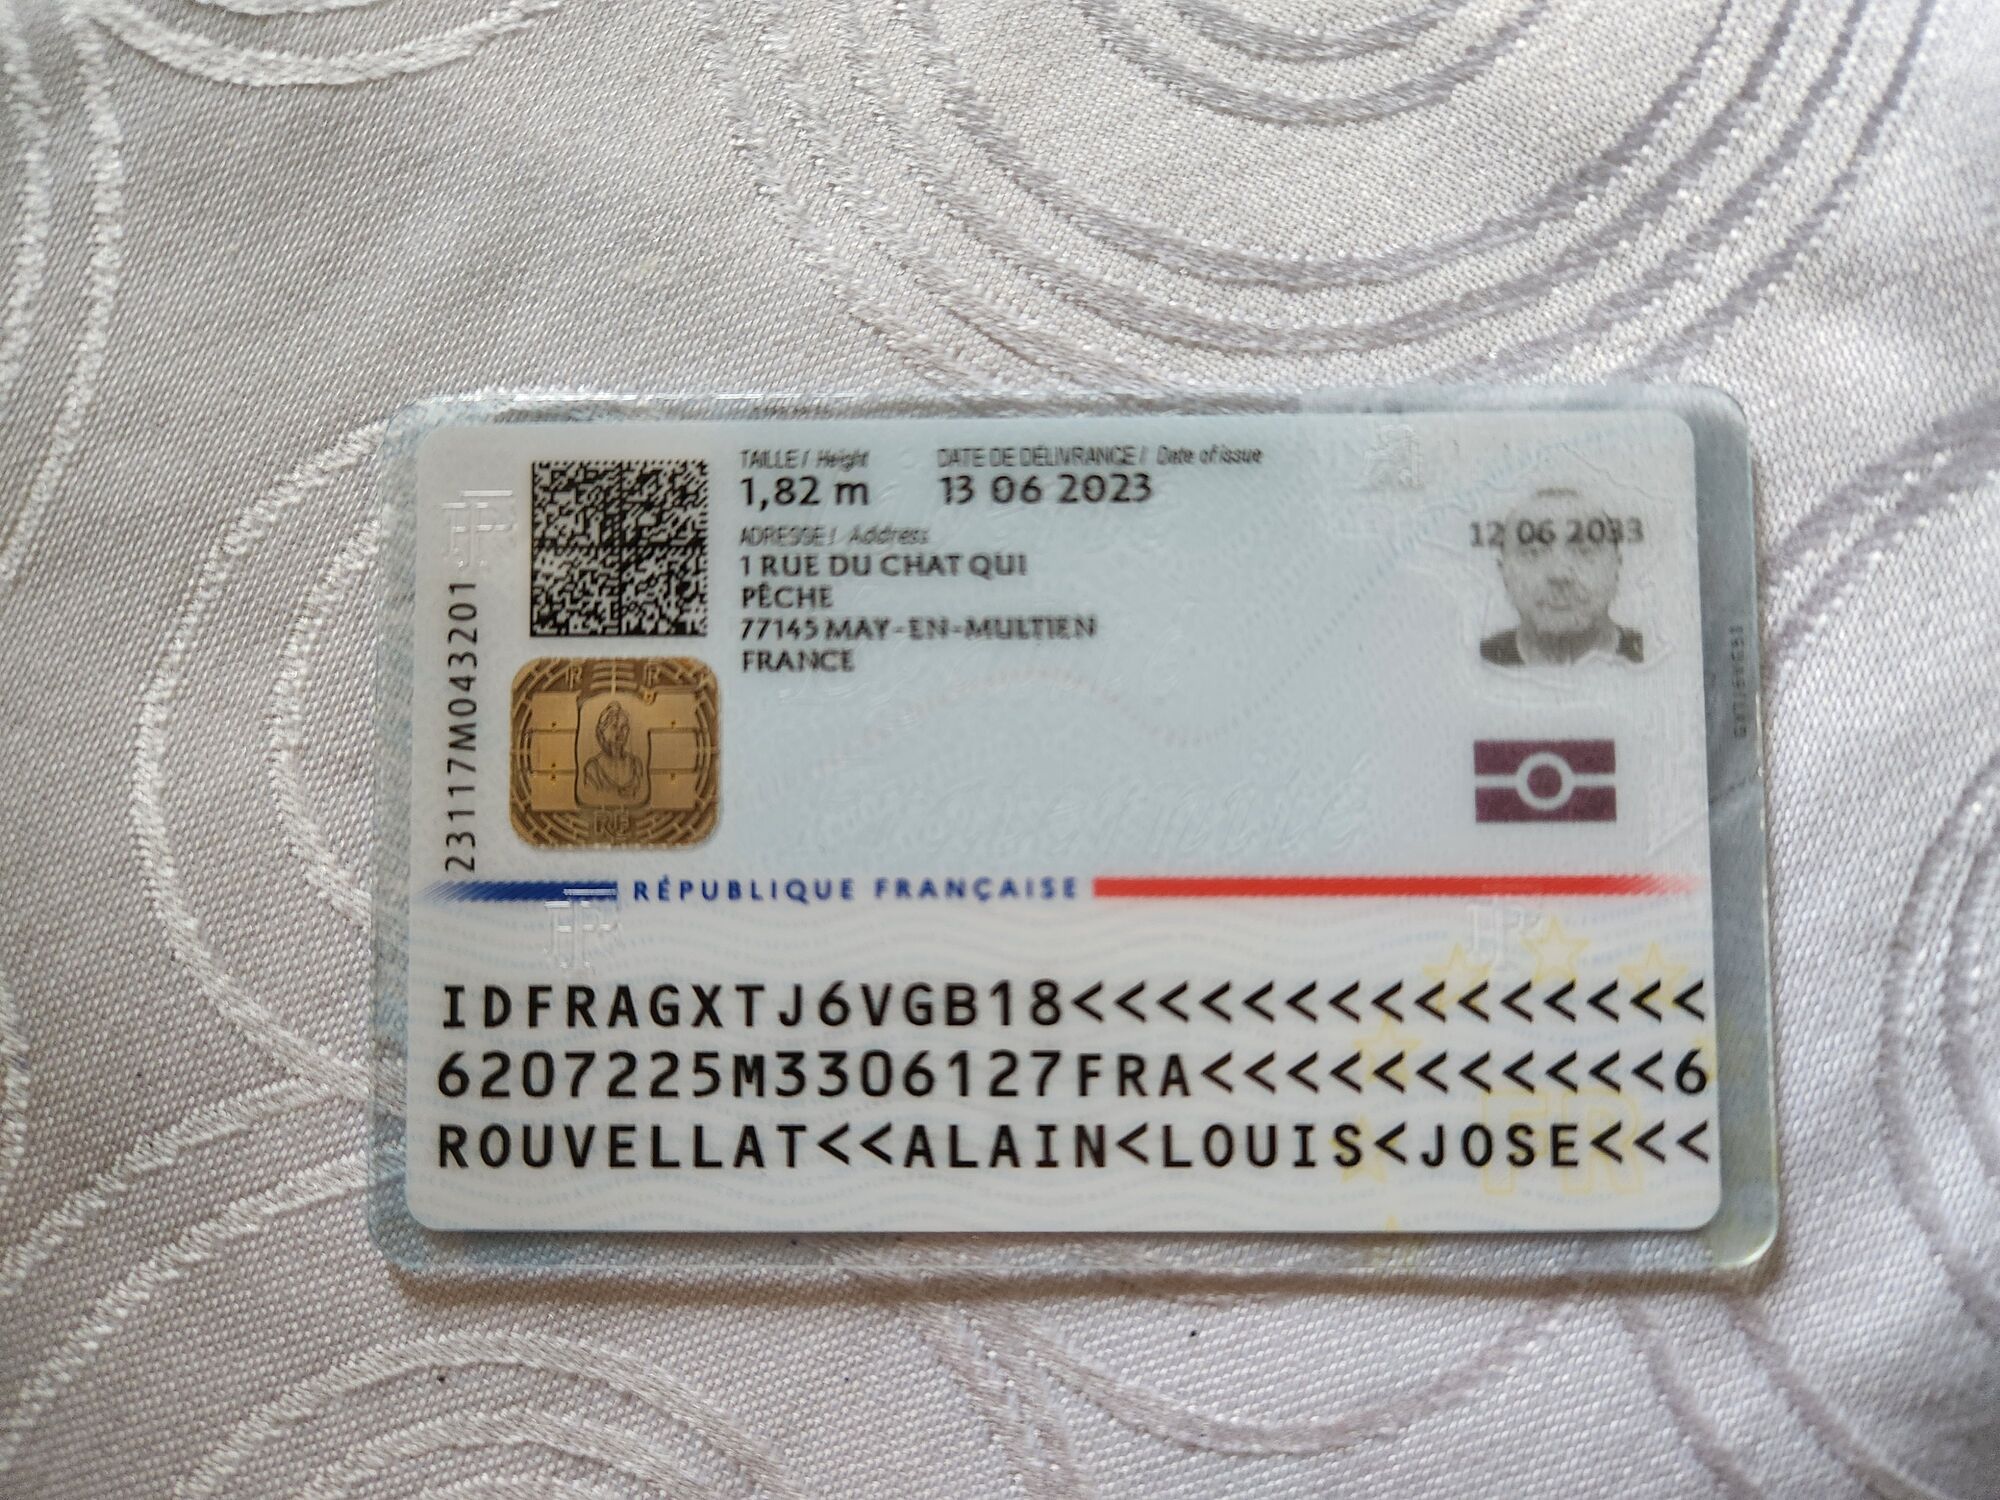 TAILLE / Height
1,82 m
DATE DE DÉLIVRANCE / Date of issue
13 06 2023
ADRESSE / Address
1 RUE DU CHAT QUI
PÊCHE
77145 MAY-EN-MULTIEN
FRANCE
12 06 2033
23117M043201
RÉPUBLIQUE FRANÇAISE
IDFRAGXTJ6VGB18<<<<<<<<<<<<<<<
6207225M3306127FRA<<<<<<<<<<<6
ROUVELLAT<<ALAIN<LOUIS<JOSE<<<
FR